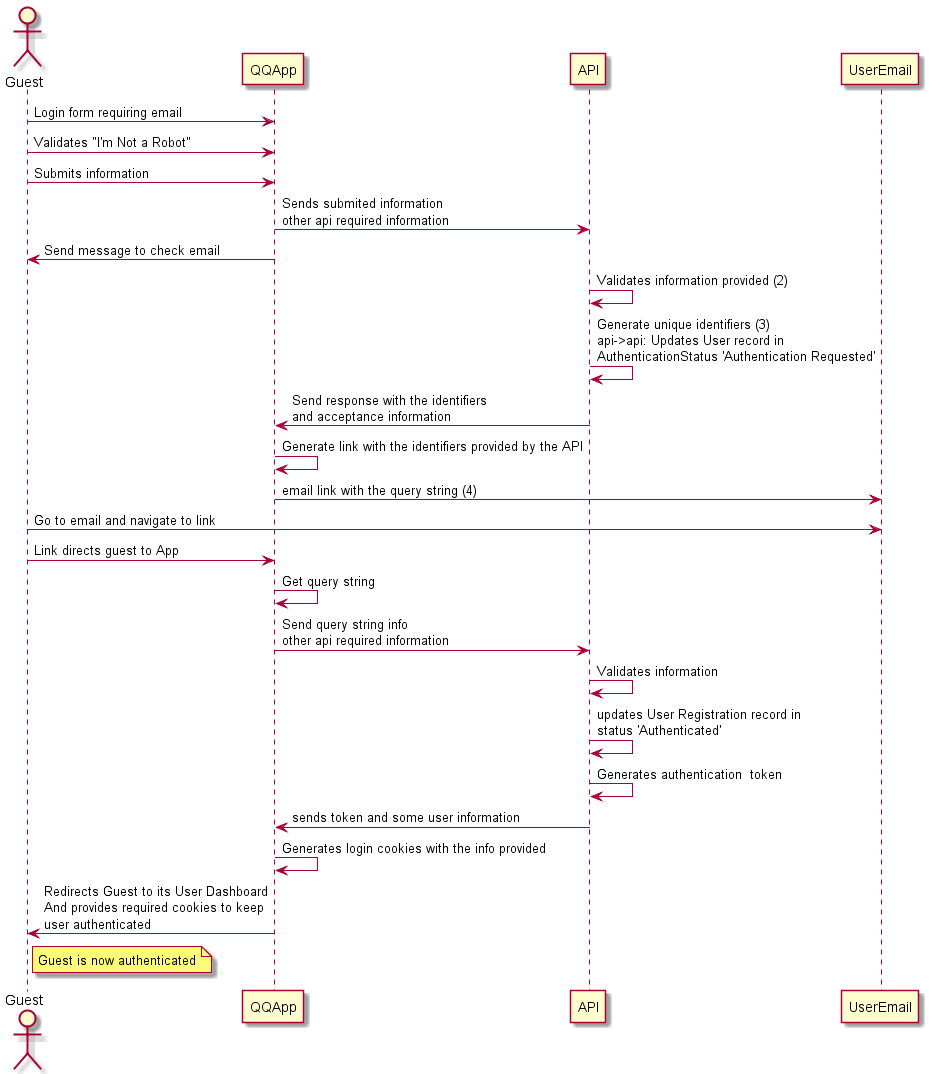 Guest
QQApp
API
UserEmail
Login form requiring email
Validates "I'm Not a Robot"
Submits information
Sends submited information
other api required information
Send message to check email
Validates information provided (2)
Generate unique identifiers (3)
api->api: Updates User record in
AuthenticationStatus 'Authentication Requested'
Send response with the identifiers
and acceptance information
Generate link with the identifiers provided by the API
email link with the query string (4)
Go to email and navigate to link
Link directs guest to App
Get query string
Send query string info
other api required information
Validates information
updates User Registration record in
status 'Authenticated'
Generates authentication  token
sends token and some user information
Generates login cookies with the info provided
Redirects Guest to its User Dashboard
And provides required cookies to keep
user authenticated
Guest is now authenticated
Guest
QQApp
API
UserEmail